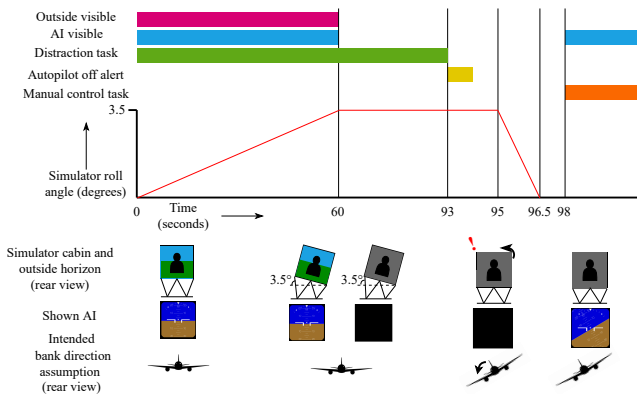 Outside visible
AI visible
Distraction task
Autopilot off alert
Manual control task
3.5
Simulator roll
angle (degrees)
0
Time
(seconds)
60
93
95
96.5
98
Simulator cabin and
outside horizon
(rear view)
3.5°
3.5°
!
Shown AI
Intended
bank direction
assumption
(rear view)